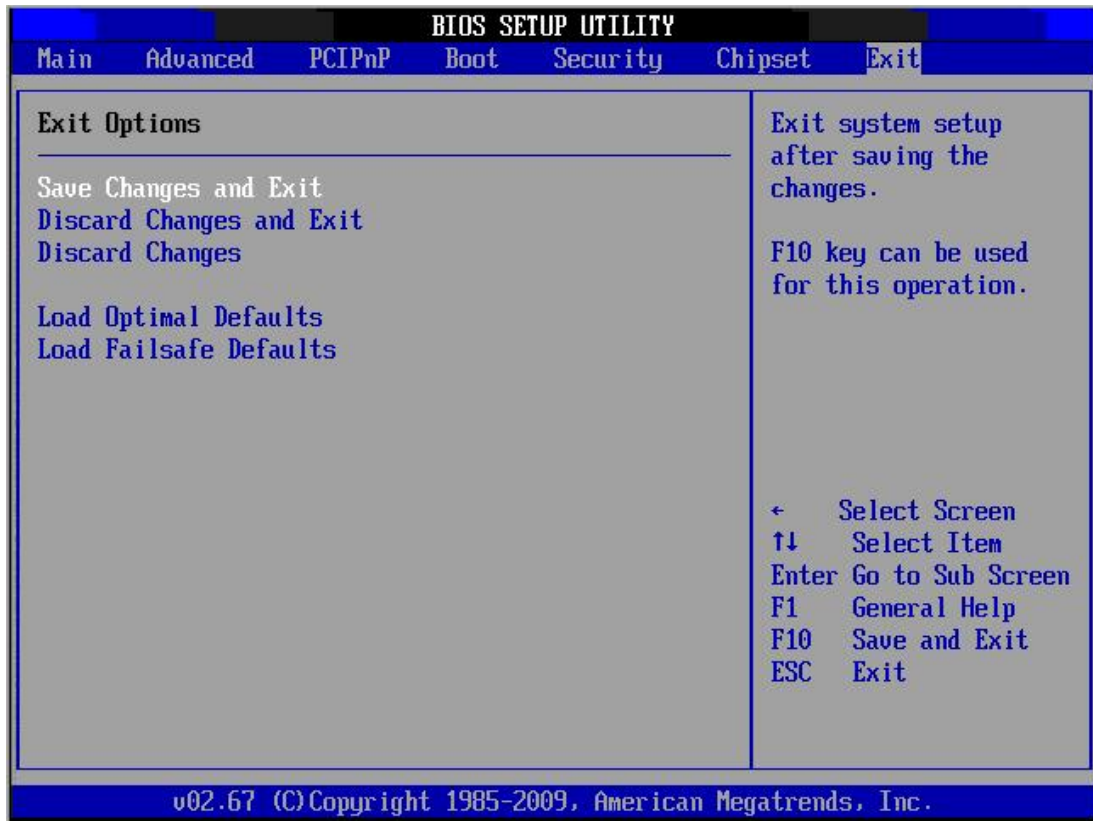 BIOS SETUP UTILITY
Main Advanced PCIPnP Boot Security Chipset Exit
Exit Options
Save Changes and Exit
Discard Changes and Exit
Discard Changes
Load Optimal Defaults
Load Failsafe Defaults
Exit system setup
after saving the
changes.
F10 key can be used
for this operation.
← Select Screen
↑↓ Select Item
Enter Go to Sub Screen
F1 General Help
F10 Save and Exit
ESC Exit
v02.67 (C)Copyright 1985-2009, American Megatrends, Inc.